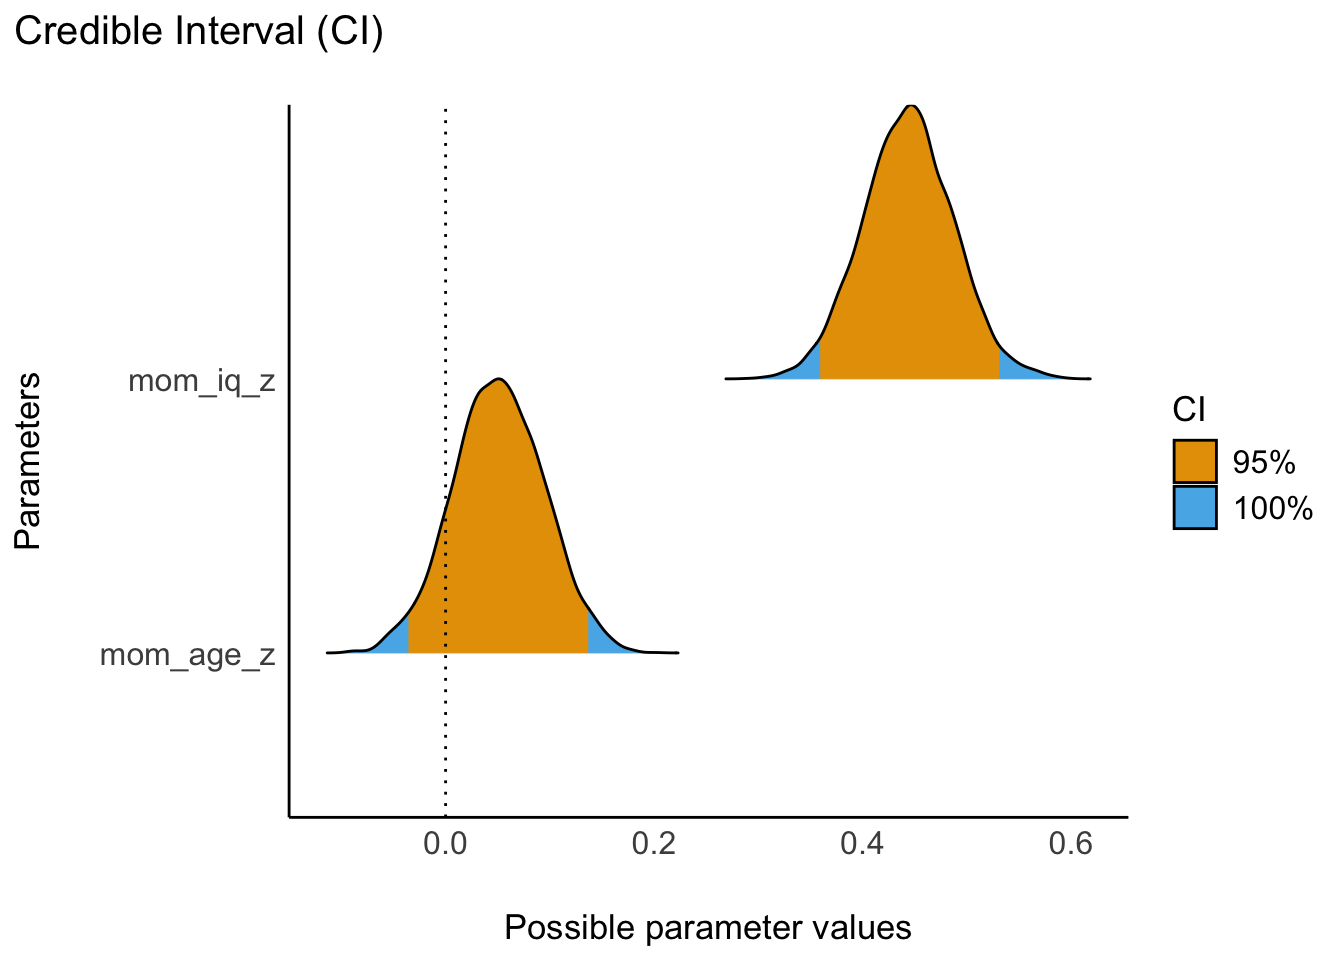 Credible Interval (CI)
Parameters
mom_iq_z
mom_age_z
0.0 0.2 0.4 0.6
Possible parameter values
CI
95%
100%